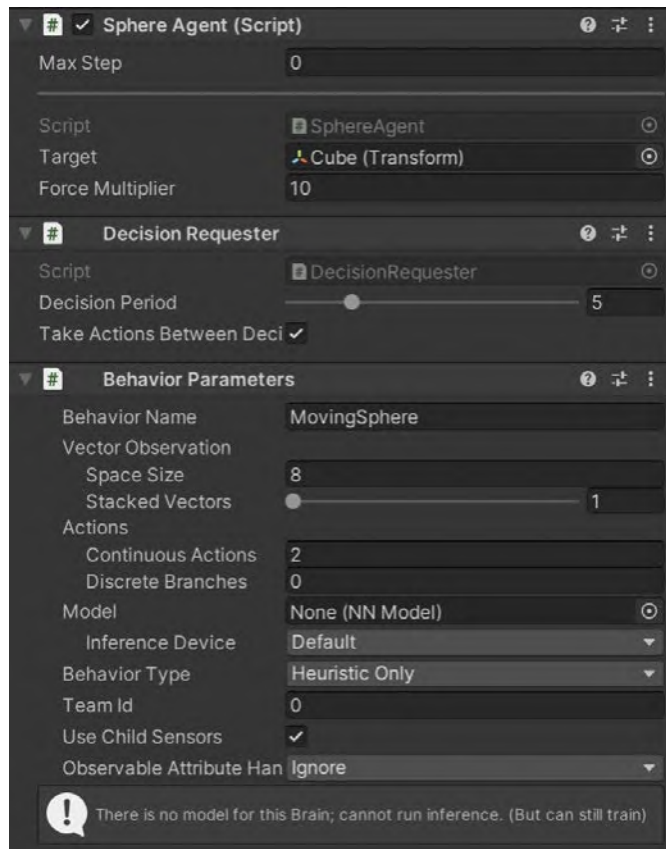 Sphere Agent (Script)
Max Step 0
Script SphereAgent
Target Cube (Transform)
Force Multiplier 10
Decision Requester
Script DecisionRequester
Decision Period 5
Take Actions Between Deci
Behavior Parameters
Behavior Name MovingSphere
Vector Observation
Space Size 8
Stacked Vectors 1
Actions
Continuous Actions 2
Discrete Branches 0
Model None (NN Model)
Inference Device Default
Behavior Type Heuristic Only
Team Id 0
Use Child Sensors
Observable Attribute Han Ignore
There is no model for this Brain; cannot run inference. (But can still train)